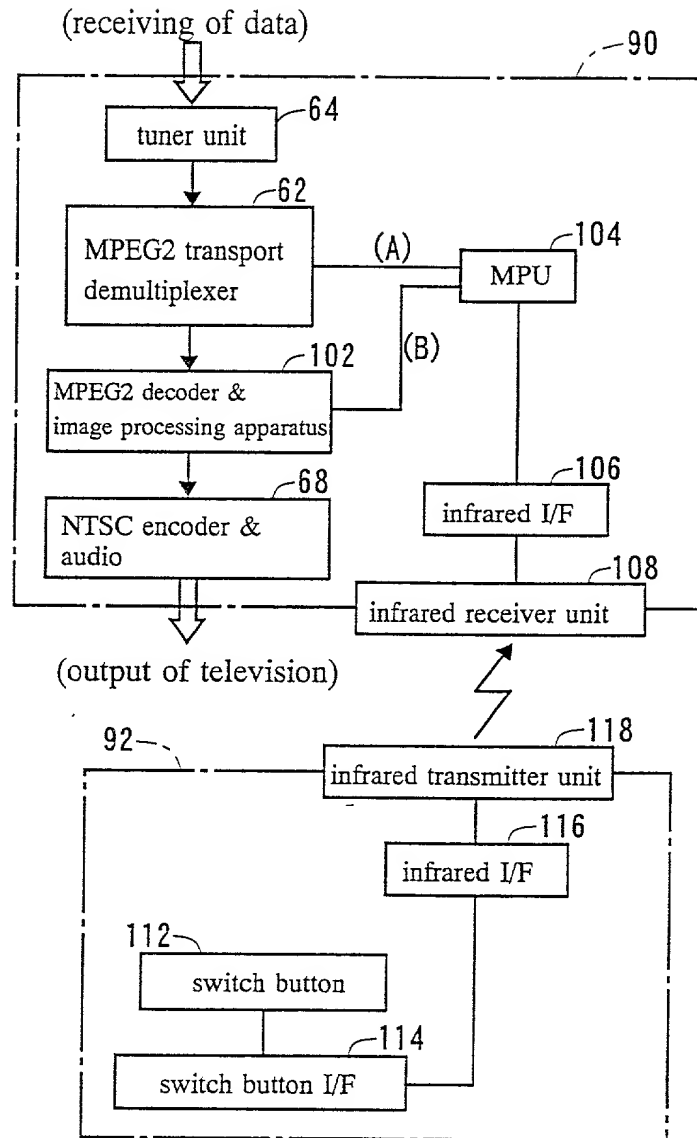 (receiving of data)
90
64
tuner unit
62
MPEG2 transport
demultiplexer
(A)
104
MPU
(B)
102
MPEG2 decoder &
image processing apparatus
68
NTSC encoder &
audio
106
infrared I/F
108
infrared receiver unit
(output of television)
92
118
infrared transmitter unit
116
infrared I/F
112
switch button
114
switch button I/F